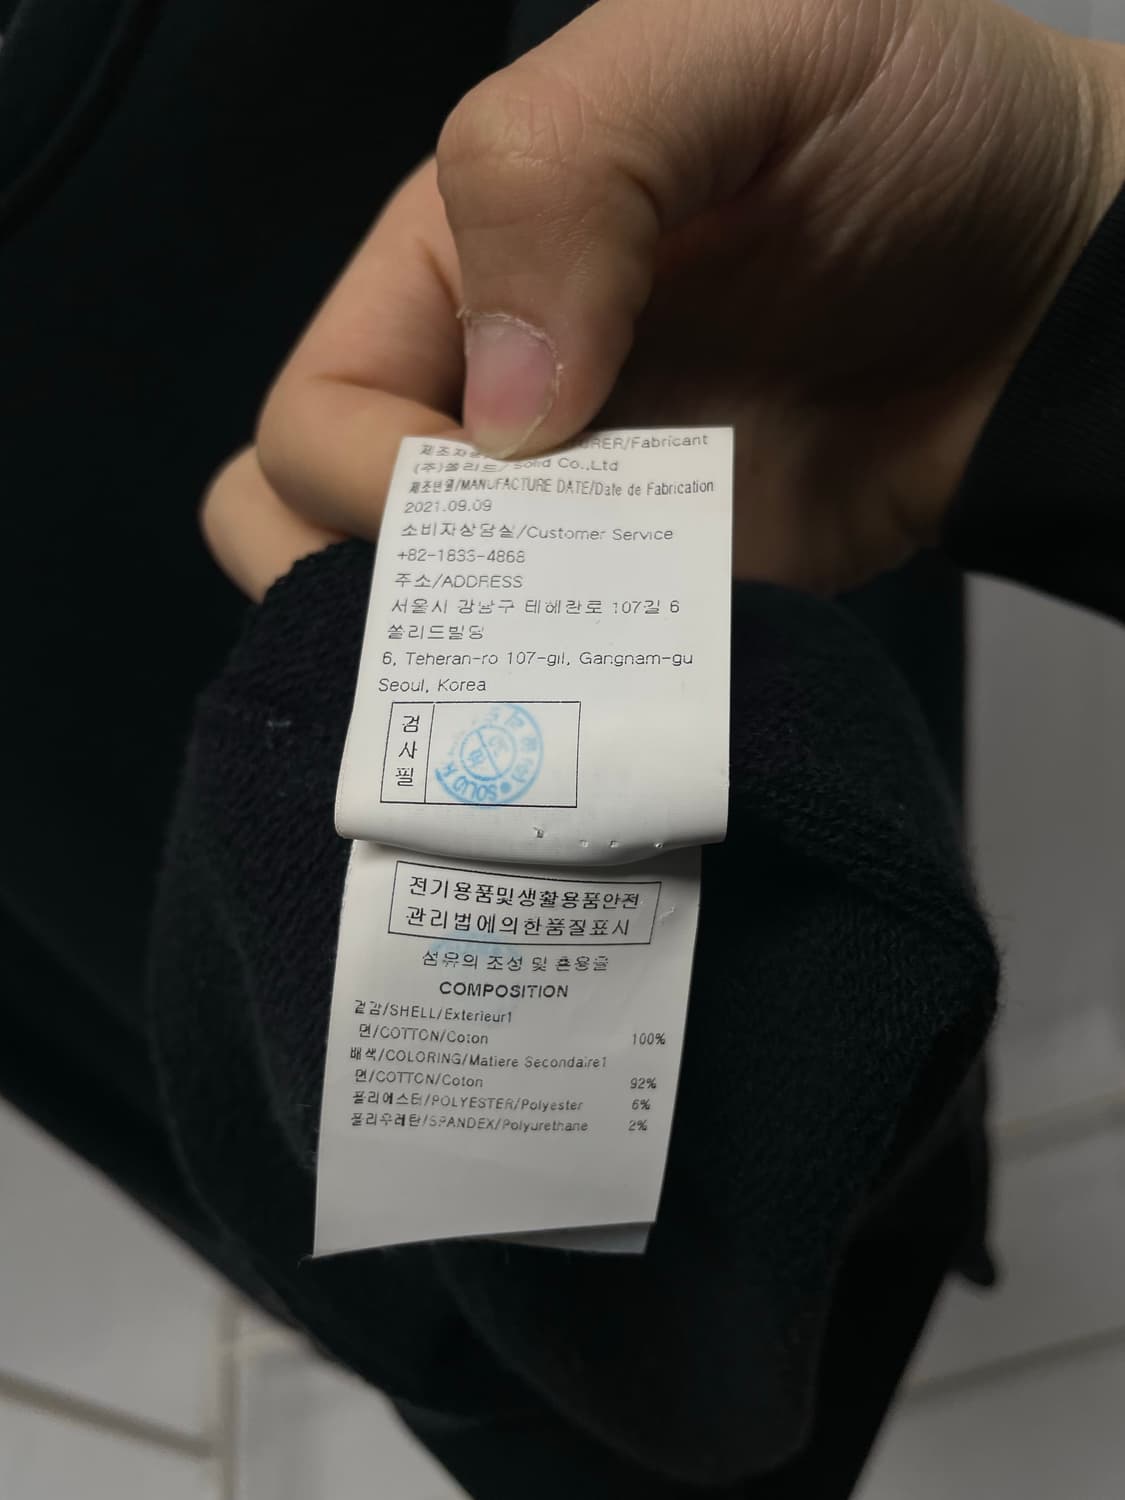 제조자
RER/Fabricant
(주)쏠리드/Solid Co.,Ltd
제조년월/MANUFACTURE DATE/Date de Fabrication
2021.09.09
소비자상담실/Customer Service
+82-1833-4868
주소/ADDRESS
서울시 강남구 테헤란로 107길 6
쏠리드빌딩
6, Teheran-ro 107-gil, Gangnam-gu
Seoul, Korea
검사필
SOLID
전기용품및생활용품안전
관리법에의한품질표시
섬유의 조성 및 혼용율
COMPOSITION
겉감/SHELL/Exterieur1
면/COTTON/Coton 100%
배색/COLORING/Matiere Secondaire1
면/COTTON/Coton 92%
폴리에스터/POLYESTER/Polyester 6%
폴리우레탄/SPANDEX/Polyurethane 2%